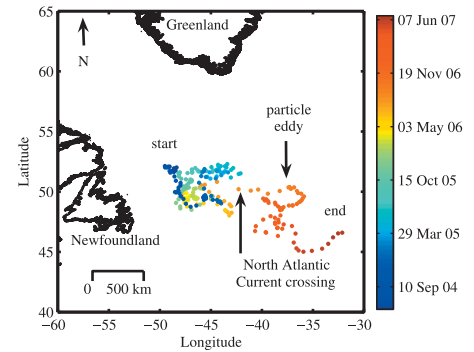 65
60
55
50
45
40
Latitude
Greenland
N
particle
eddy
start
end
Newfoundland
North Atlantic
Current crossing
0 500 km
−60 −55 −50 −45 −40 −35 −30
Longitude
07 Jun 07
19 Nov 06
03 May 06
15 Oct 05
29 Mar 05
10 Sep 04